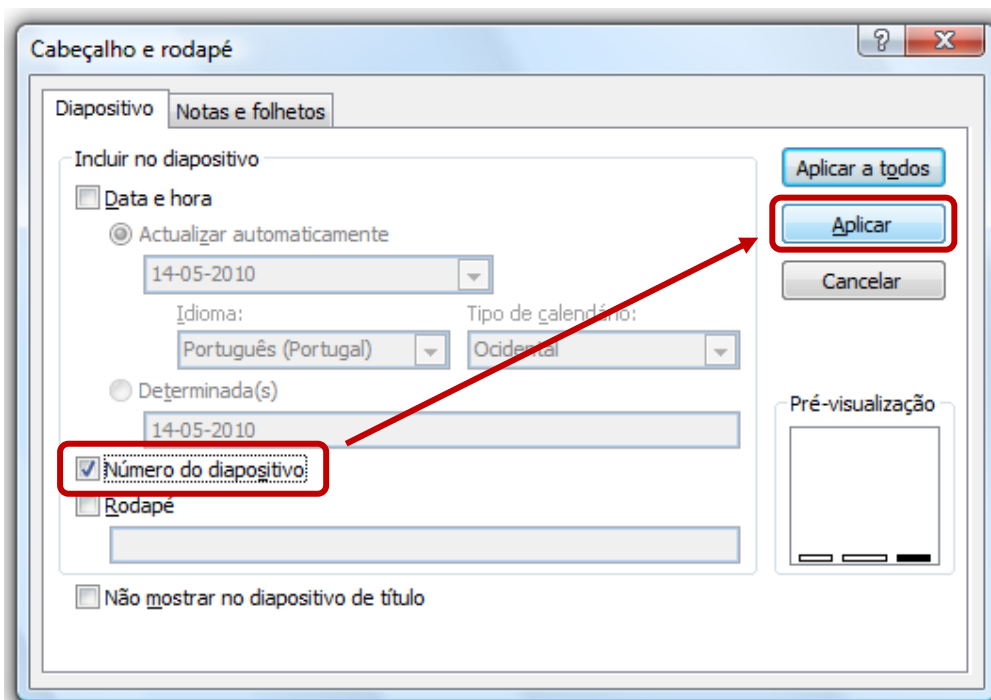 Cabeçalho e rodapé
Diapositivo Notas e folhetos
Incluir no diapositivo
Data e hora
Actualizar automaticamente
14-05-2010
Idioma: Tipo de calendário:
Português (Portugal) Ocidental
Determinada(s)
14-05-2010
Número do diapositivo
Rodapé
Não mostrar no diapositivo de título
Aplicar a todos
Aplicar
Cancelar
Pré-visualização